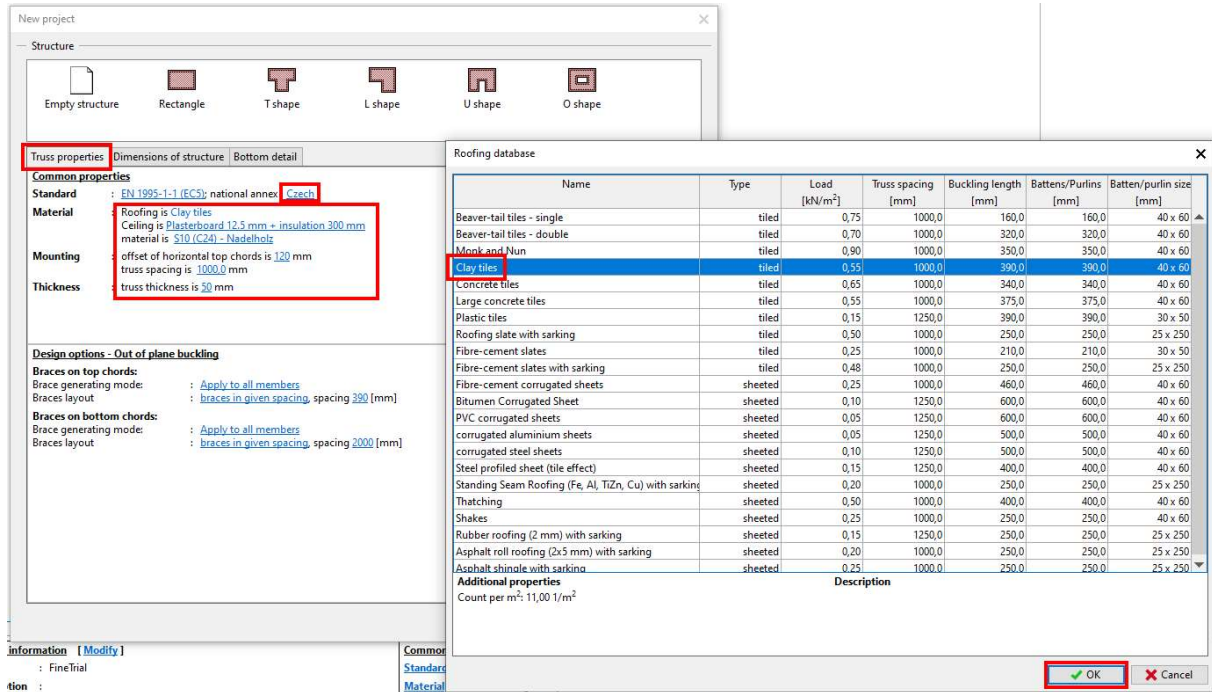 New project
Structure
Empty structure Rectangle T shape L shape U shape O shape
Truss properties Dimensions of structure Bottom detail
Common properties
Standard : EN 1995-1-1 (EC5); national annex: Czech
Material : Roofing is Clay tiles
Ceiling is Plasterboard 12.5 mm + insulation 300 mm
material is S10 (C24) - Nadelholz
Mounting : offset of horizontal top chords is 120 mm
truss spacing is 1000.0 mm
Thickness : truss thickness is 50 mm
Design options - Out of plane buckling
Braces on top chords:
Brace generating mode: : Apply to all members
Braces layout : braces in given spacing, spacing 390 [mm]
Braces on bottom chords:
Brace generating mode: : Apply to all members
Braces layout : braces in given spacing, spacing 2000 [mm]
Roofing database
Name Type Load Truss spacing Buckling length Battens/Purlins Batten/purlin size
[kN/m²] [mm] [mm] [mm] [mm]
Beaver-tail tiles - single tiled 0,75 1000,0 160,0 160,0 40 x 60
Beaver-tail tiles - double tiled 0,70 1000,0 320,0 320,0 40 x 60
Monk and Nun tiled 0,90 1000,0 350,0 350,0 40 x 60
Clay tiles tiled 0,55 1000,0 390,0 390,0 40 x 60
Concrete tiles tiled 0,65 1000,0 340,0 340,0 40 x 60
Large concrete tiles tiled 0,55 1000,0 375,0 375,0 40 x 60
Plastic tiles tiled 0,15 1250,0 390,0 390,0 30 x 50
Roofing slate with sarking tiled 0,50 1000,0 250,0 250,0 25 x 250
Fibre-cement slates tiled 0,25 1000,0 210,0 210,0 30 x 50
Fibre-cement slates with sarking tiled 0,48 1000,0 250,0 250,0 25 x 250
Fibre-cement corrugated sheets sheeted 0,25 1000,0 460,0 460,0 40 x 60
Bitumen Corrugated Sheet sheeted 0,10 1250,0 600,0 600,0 40 x 60
PVC corrugated sheets sheeted 0,05 1250,0 600,0 600,0 40 x 60
corrugated aluminium sheets sheeted 0,05 1250,0 500,0 500,0 40 x 60
corrugated steel sheets sheeted 0,10 1250,0 500,0 500,0 40 x 60
Steel profiled sheet (tile effect) sheeted 0,15 1250,0 400,0 400,0 40 x 60
Standing Seam Roofing (Fe, Al, TiZn, Cu) with sarking sheeted 0,20 1000,0 250,0 250,0 25 x 250
Thatching sheeted 0,50 1000,0 400,0 400,0 40 x 60
Shakes sheeted 0,25 1000,0 250,0 250,0 40 x 60
Rubber roofing (2 mm) with sarking sheeted 0,15 1250,0 250,0 250,0 25 x 250
Asphalt roll roofing (2x5 mm) with sarking sheeted 0,20 1000,0 250,0 250,0 25 x 250
Asphalt shingle with sarking sheeted 0,25 1000,0 250,0 250,0 25 x 250
Additional properties Description
Count per m²: 11,00 1/m²
OK Cancel
information [Modify] Common
: FineTrial Standard
tion : Material